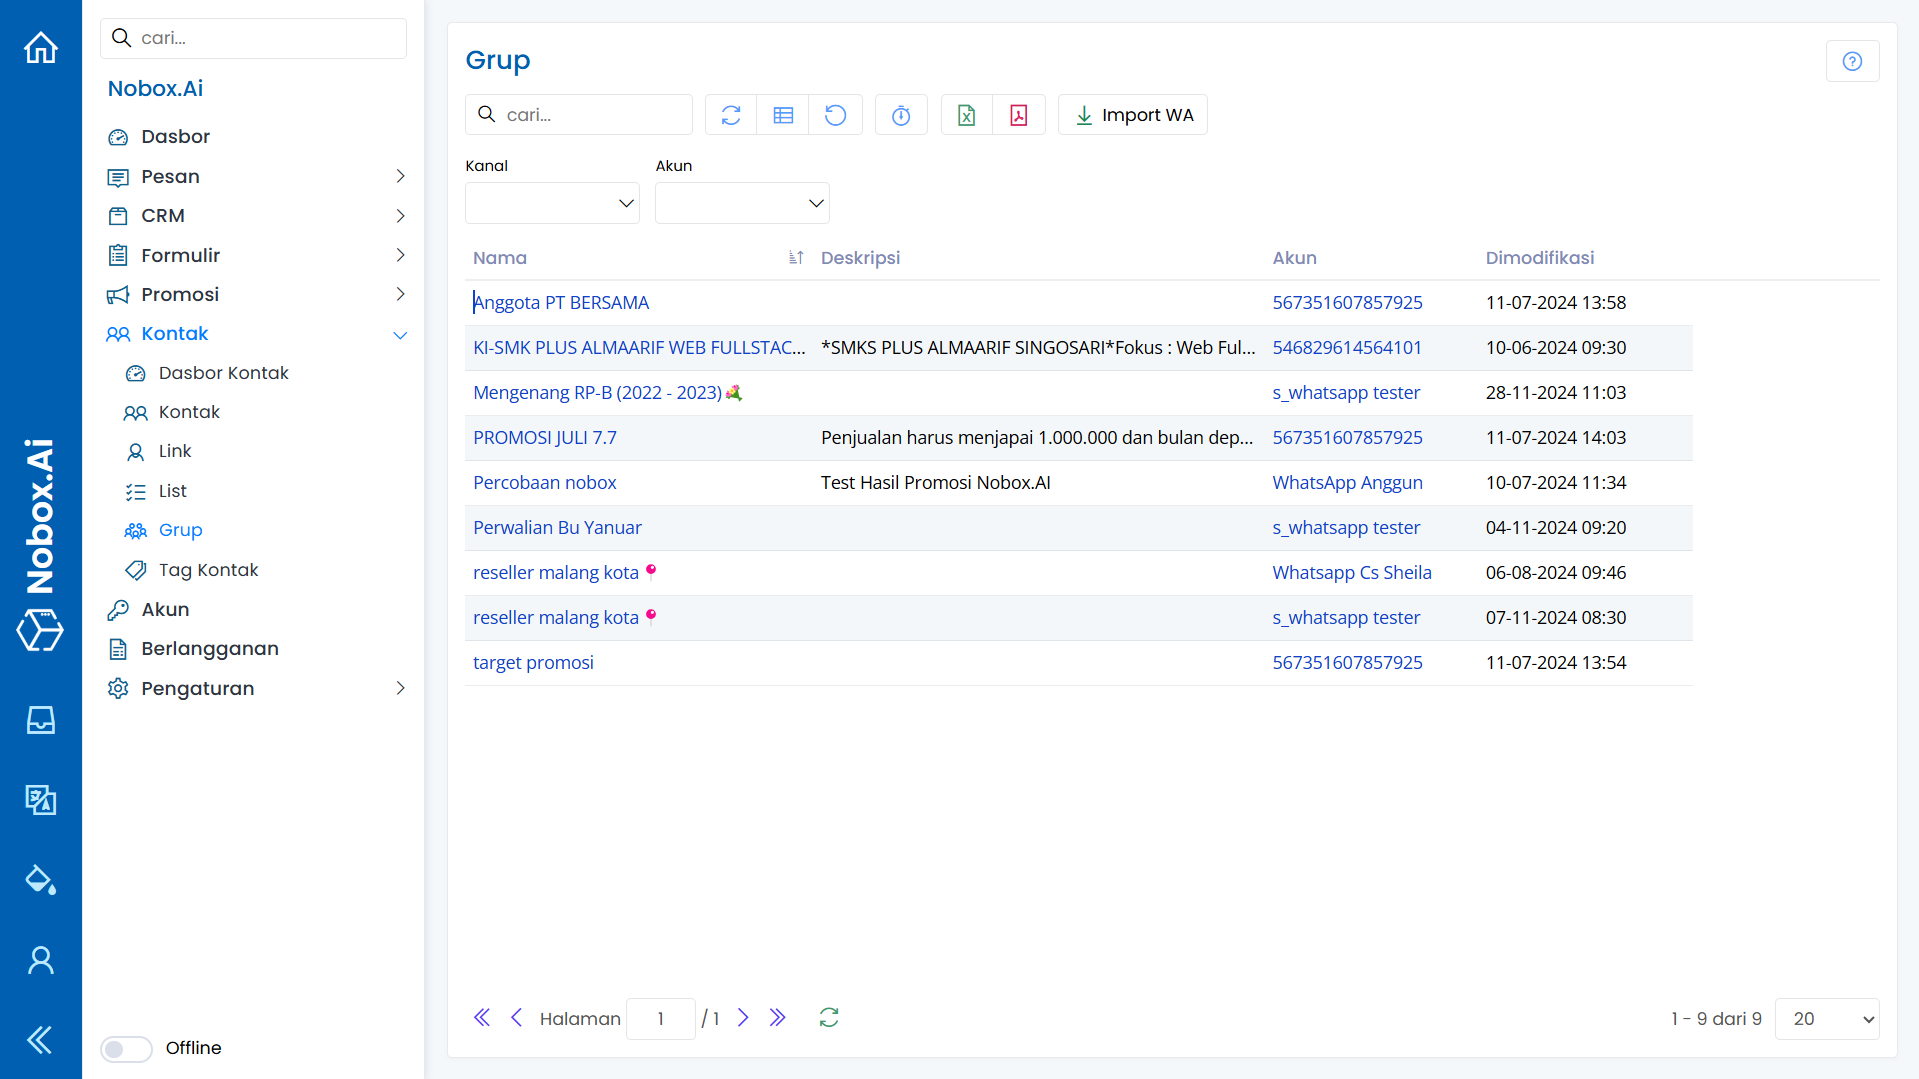 Nobox.Ai
cari...
Nobox.Ai
Dasbor
Pesan
CRM
Formulir
Promosi
Kontak
Dasbor Kontak
Kontak
Link
List
Grup
Tag Kontak
Akun
Berlangganan
Pengaturan
Offline
Grup
cari...
Import WA
Kanal Akun
Nama Deskripsi Akun Dimodifikasi
Anggota PT BERSAMA 567351607857925 11-07-2024 13:58
KI-SMK PLUS ALMAARIF WEB FULLSTAC... *SMKS PLUS ALMAARIF SINGOSARI*Fokus : Web Ful... 546829614564101 10-06-2024 09:30
Mengenang RP-B (2022 - 2023) s_whatsapp tester 28-11-2024 11:03
PROMOSI JULI 7.7 Penjualan harus menjapai 1.000.000 dan bulan dep... 567351607857925 11-07-2024 14:03
Percobaan nobox Test Hasil Promosi Nobox.AI WhatsApp Anggun 10-07-2024 11:34
Perwalian Bu Yanuar s_whatsapp tester 04-11-2024 09:20
reseller malang kota Whatsapp Cs Sheila 06-08-2024 09:46
reseller malang kota s_whatsapp tester 07-11-2024 08:30
target promosi 567351607857925 11-07-2024 13:54
Halaman 1 / 1
1 - 9 dari 9 20